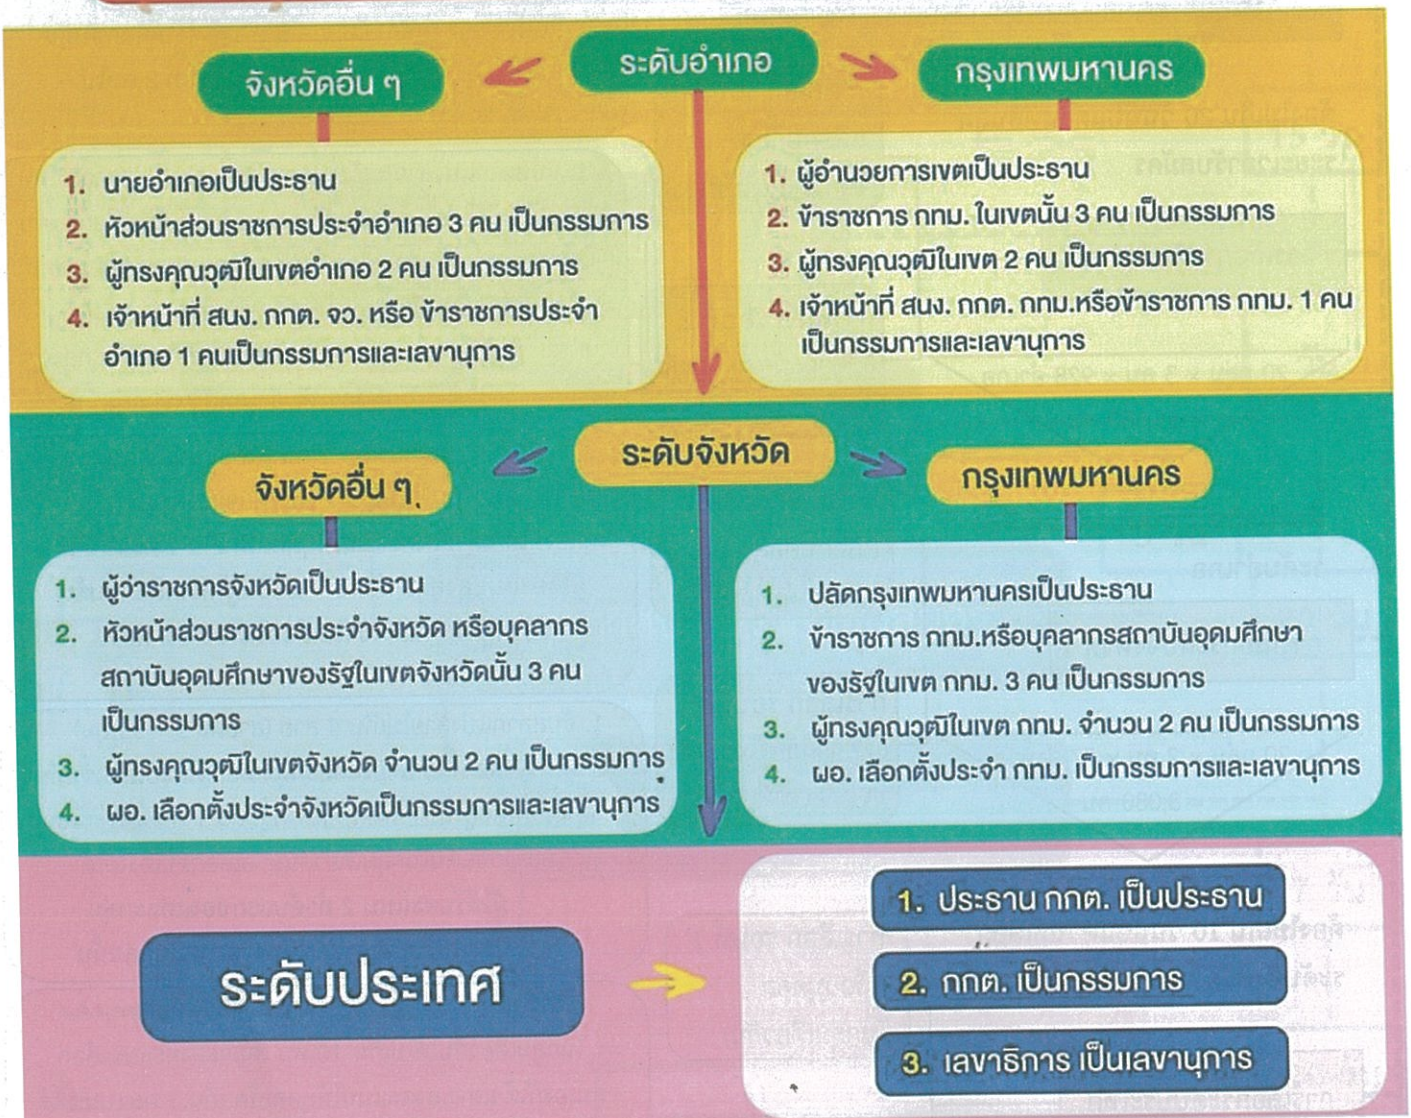 ระดับอำเภอ
จังหวัดอื่น ๆ
1. นายอำเภอเป็นประธาน
2. หัวหน้าส่วนราชการประจำอำเภอ 3 คน เป็นกรรมการ
3. ผู้ทรงคุณวุฒิในเขตอำเภอ 2 คน เป็นกรรมการ
4. เจ้าหน้าที่ สนง. กกต. จว. หรือ ข้าราชการประจำ
อำเภอ 1 คนเป็นกรรมการและเลขานุการ
กรุงเทพมหานคร
1. ผู้อำนวยการเขตเป็นประธาน
2. ข้าราชการ กทม. ในเขตนั้น 3 คน เป็นกรรมการ
3. ผู้ทรงคุณวุฒิในเขต 2 คน เป็นกรรมการ
4. เจ้าหน้าที่ สนง. กกต. กทม.หรือข้าราชการ กทม. 1 คน
เป็นกรรมการและเลขานุการ
ระดับจังหวัด
จังหวัดอื่น ๆ
1. ผู้ว่าราชการจังหวัดเป็นประธาน
2. หัวหน้าส่วนราชการประจำจังหวัด หรือบุคลากร
สถาบันอุดมศึกษาของรัฐในเขตจังหวัดนั้น 3 คน
เป็นกรรมการ
3. ผู้ทรงคุณวุฒิในเขตจังหวัด จำนวน 2 คน เป็นกรรมการ
4. ผอ. เลือกตั้งประจำจังหวัดเป็นกรรมการและเลขานุการ
กรุงเทพมหานคร
1. ปลัดกรุงเทพมหานครเป็นประธาน
2. ข้าราชการ กทม.หรือบุคลากรสถาบันอุดมศึกษา
ของรัฐในเขต กทม. 3 คน เป็นกรรมการ
3. ผู้ทรงคุณวุฒิในเขต กทม. จำนวน 2 คน เป็นกรรมการ
4. ผอ. เลือกตั้งประจำ กทม. เป็นกรรมการและเลขานุการ
ระดับประเทศ
1. ประธาน กกต. เป็นประธาน
2. กกต. เป็นกรรมการ
3. เลขาธิการ เป็นเลขานุการ